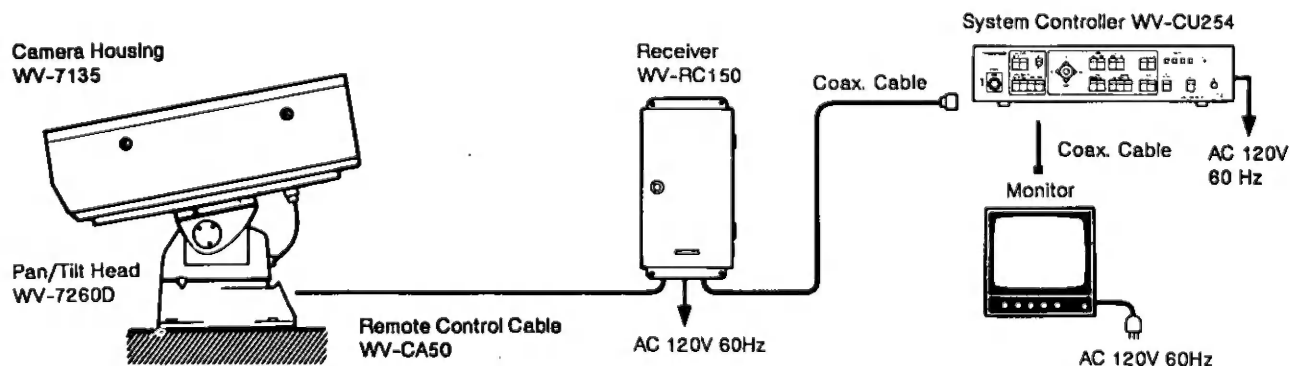 System Controller WV-CU254
Camera Housing
WV-7135
Receiver
WV-RC150
Coax. Cable
Coax. Cable
AC 120V
60 Hz
Monitor
Pan/Tilt Head
WV-7260D
Remote Control Cable
WV-CA50
AC 120V 60Hz
AC 120V 60Hz